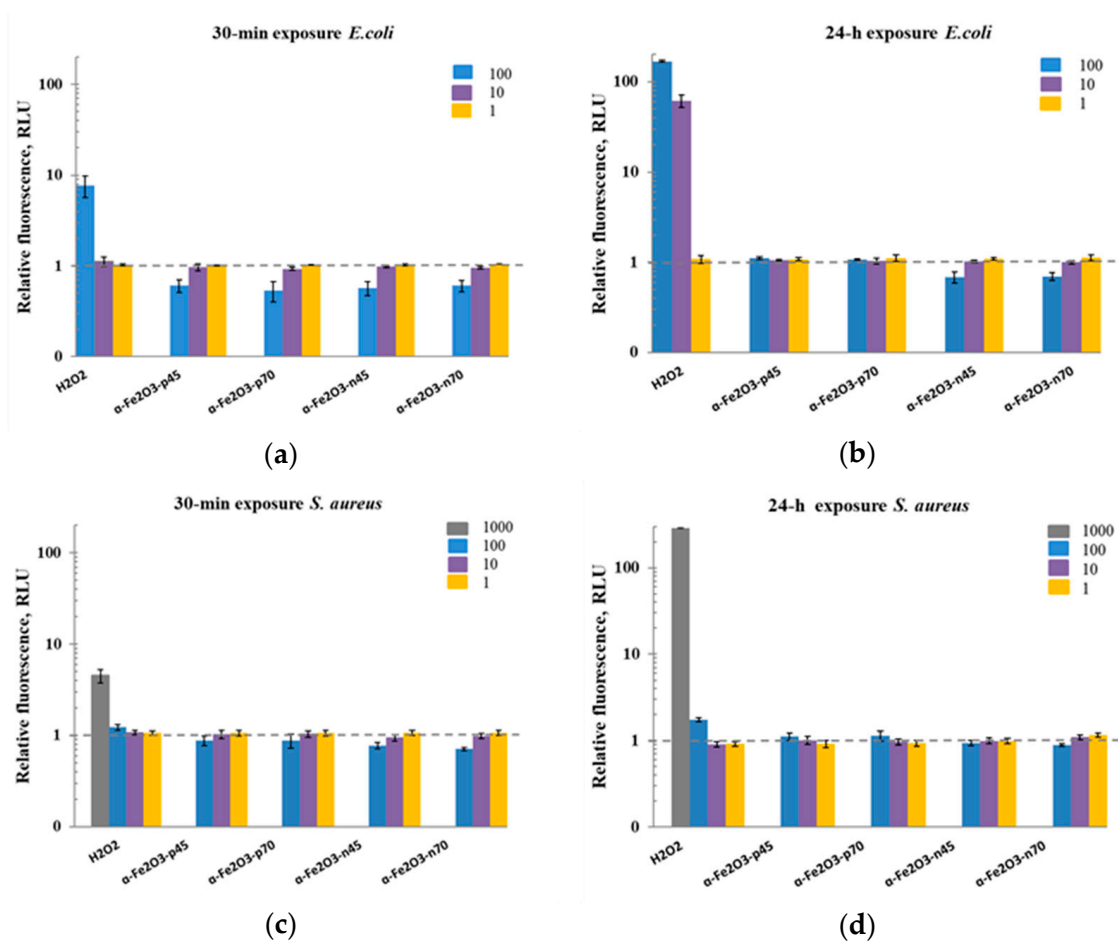 30-min exposure E.coli
100
10
1
Relative fluorescence, RLU
100
10
1
0
H2O2
α-Fe2O3-p45
α-Fe2O3-p70
α-Fe2O3-n45
α-Fe2O3-n70
(a)
24-h exposure E.coli
100
10
1
Relative fluorescence, RLU
100
10
1
0
H2O2
α-Fe2O3-p45
α-Fe2O3-p70
α-Fe2O3-n45
α-Fe2O3-n70
(b)
30-min exposure S. aureus
1000
100
10
1
Relative fluorescence, RLU
100
10
1
0
H2O2
α-Fe2O3-p45
α-Fe2O3-p70
α-Fe2O3-n45
α-Fe2O3-n70
(c)
24-h exposure S. aureus
1000
100
10
1
Relative fluorescence, RLU
100
10
1
0
H2O2
α-Fe2O3-p45
α-Fe2O3-p70
α-Fe2O3-n45
α-Fe2O3-n70
(d)